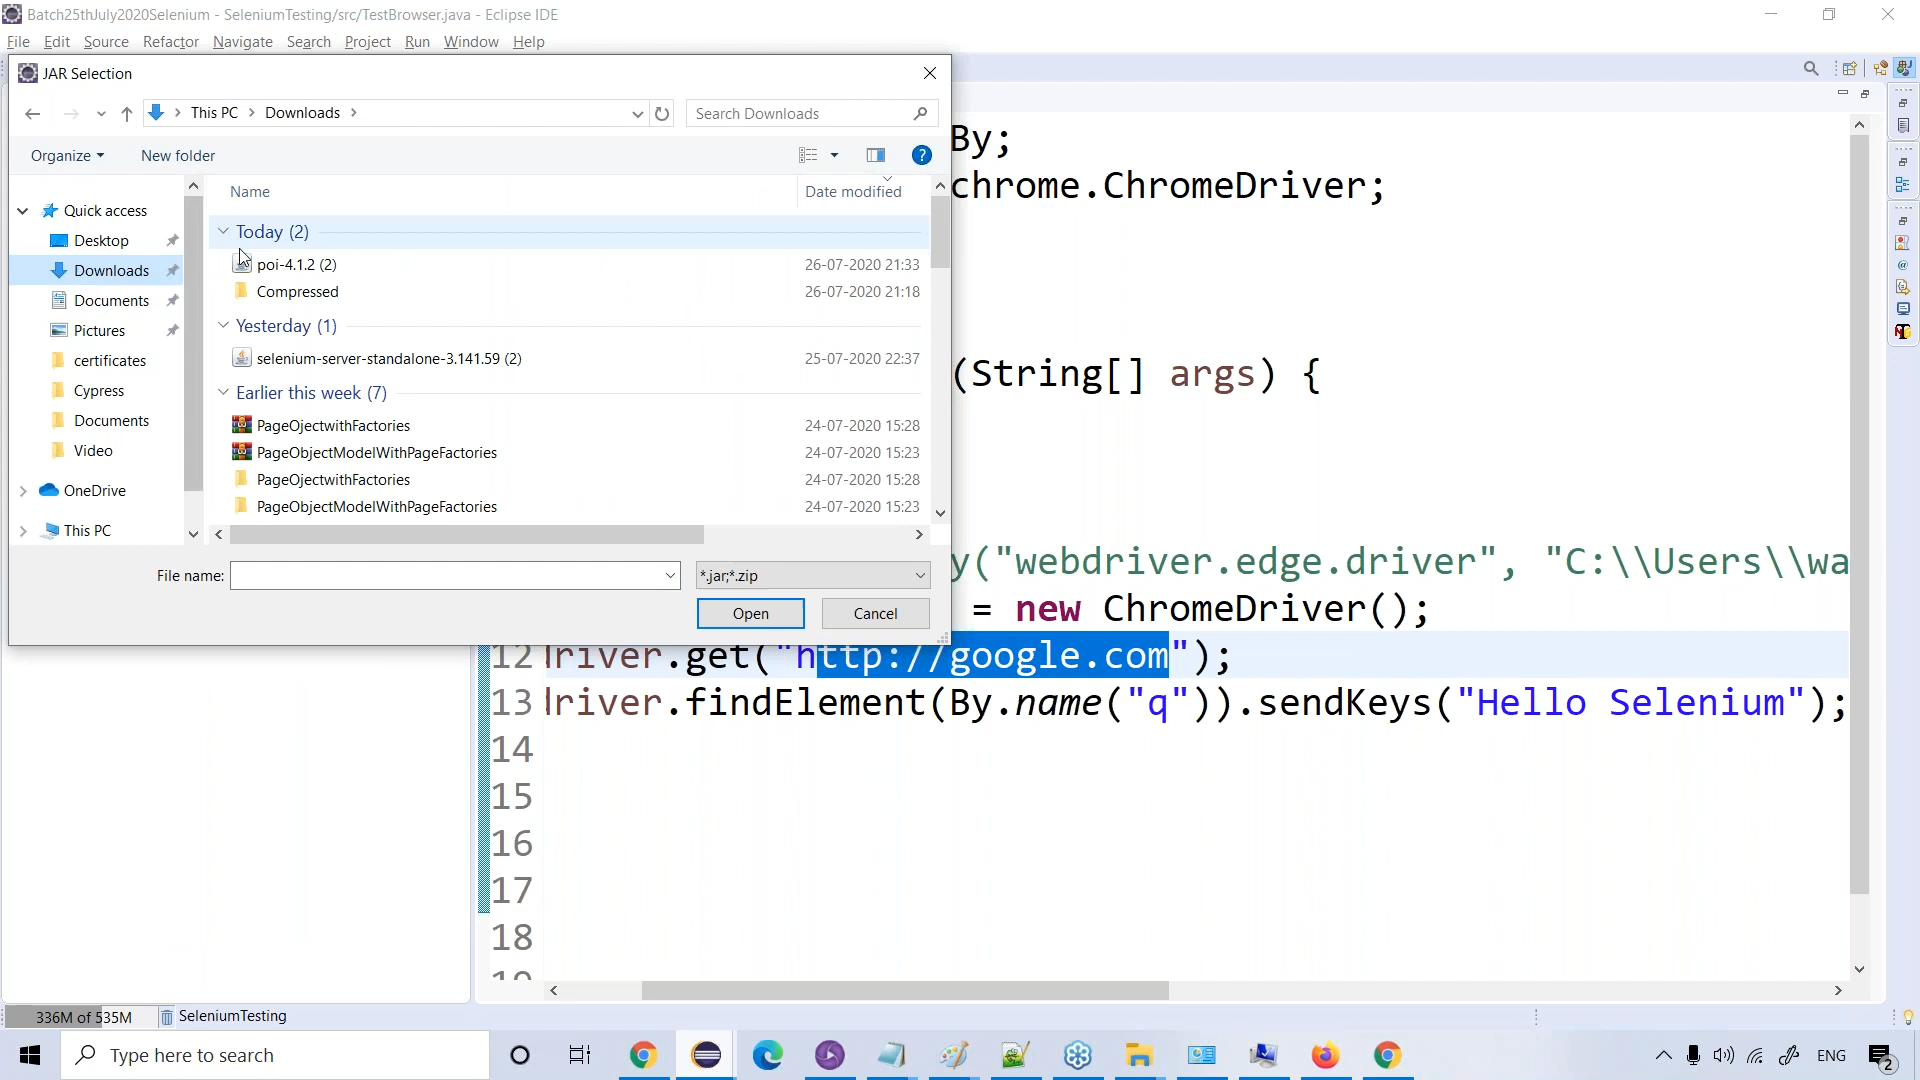 Batch25thJuly2020Selenium - SeleniumTesting/src/TestBrowser.java - Eclipse IDE
File Edit Source Refactor Navigate Search Project Run Window Help
JAR Selection
This PC > Downloads >
Search Downloads
Organize
New folder
Name
Date modified
Quick access
Desktop
Downloads
Documents
Pictures
certificates
Cypress
Documents
Video
OneDrive
This PC
Today (2)
poi-4.1.2 (2) 26-07-2020 21:33
Compressed 26-07-2020 21:18
Yesterday (1)
selenium-server-standalone-3.141.59 (2) 25-07-2020 22:37
Earlier this week (7)
PageOjectwithFactories 24-07-2020 15:28
PageObjectModelWithPageFactories 24-07-2020 15:23
PageOjectwithFactories 24-07-2020 15:28
PageObjectModelWithPageFactories 24-07-2020 15:23
File name:
*.jar;*.zip
Open
Cancel
By;
chrome.ChromeDriver;
(String[] args) {
y("webdriver.edge.driver", "C:\\Users\\wa
= new ChromeDriver();
12 river.get("http://google.com");
13 river.findElement(By.name("q")).sendKeys("Hello Selenium");
14
15
16
17
18
336M of 535M
SeleniumTesting
Type here to search
ENG
2